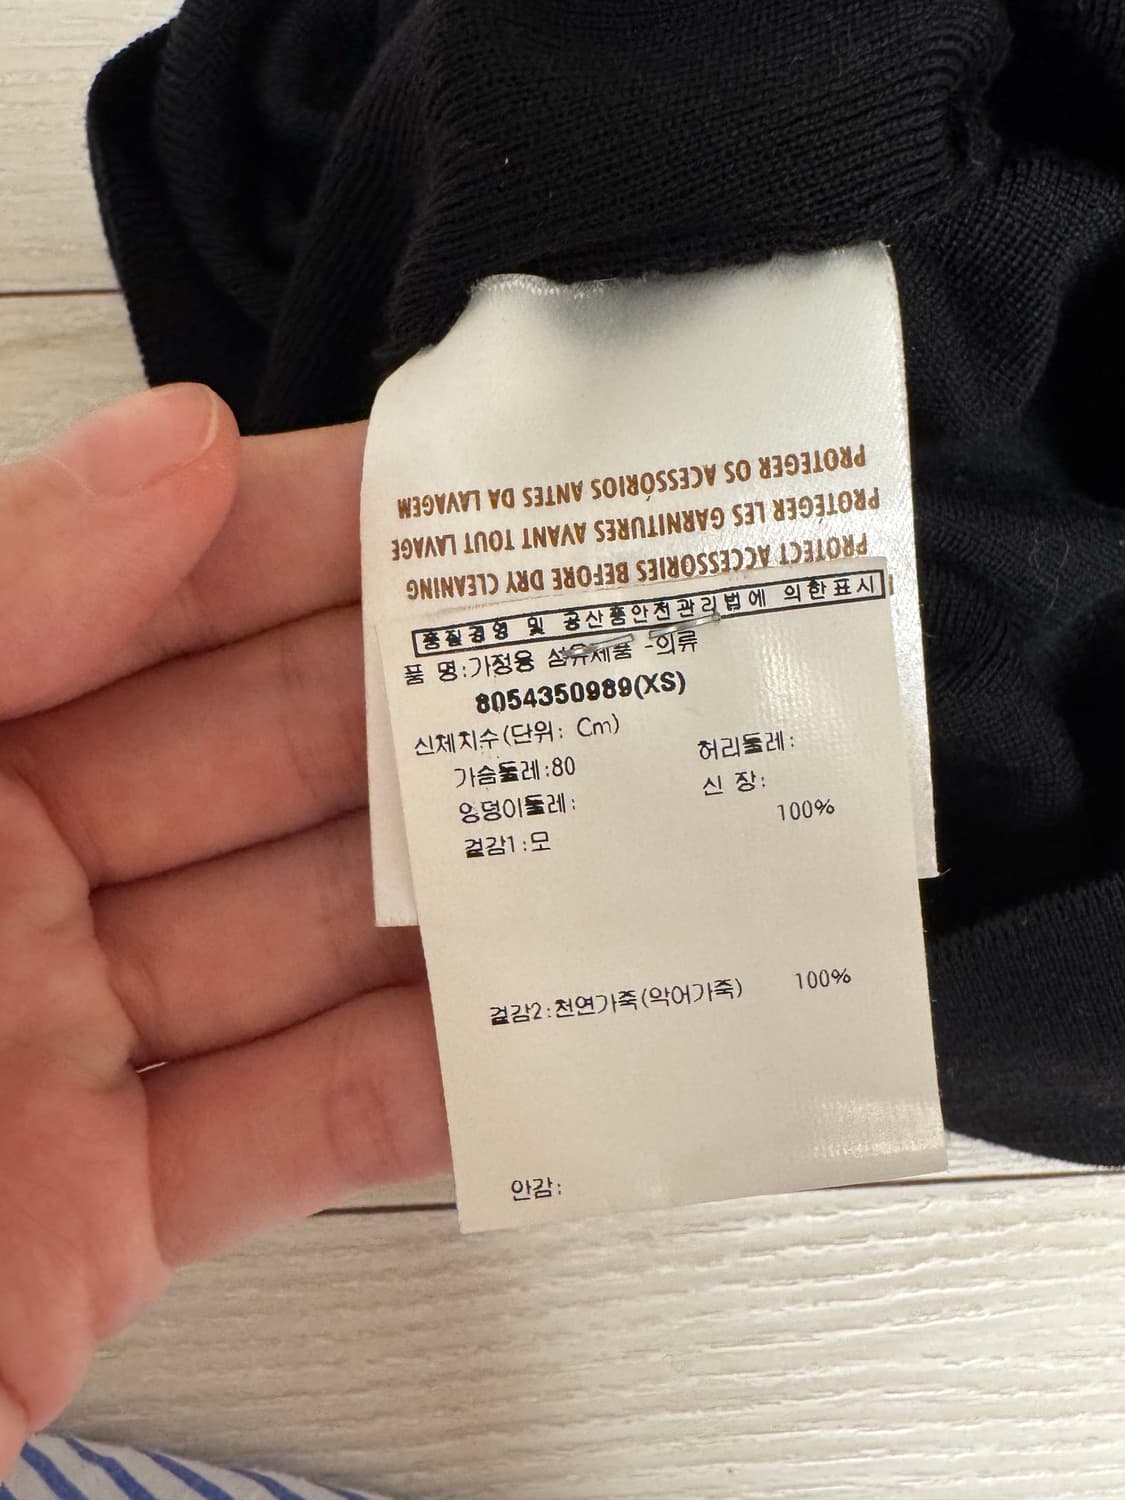 PROTEGER OS ACESSÓRIOS ANTES DA LAVAGEM
PROTÉGER LES GARNITURES AVANT TOUT LAVAGE
PROTECT ACCESSORIES BEFORE DRY CLEANING
품질경영 및 공산품안전관리법에 의한표시
품 명:가정용 섬유제품 -의류
8054350989(XS)
신체치수(단위: Cm)
가슴둘레:80 허리둘레:
엉덩이둘레: 신 장:
겉감1:모 100%
겉감2:천연가죽(악어가죽) 100%
안감: